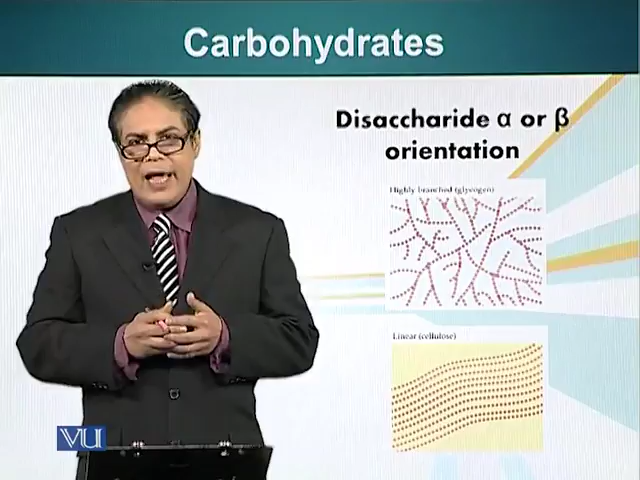 Carbohydrates
Disaccharide α or β
orientation
Highly branched (glycogen)
Linear (cellulose)
VU